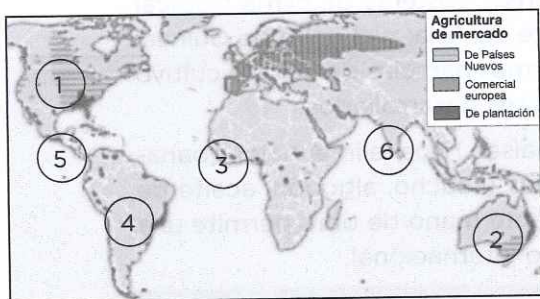 Agricultura
de mercado
De Países
Nuevos
Comercial
europea
De plantación
1
5
3
6
4
2